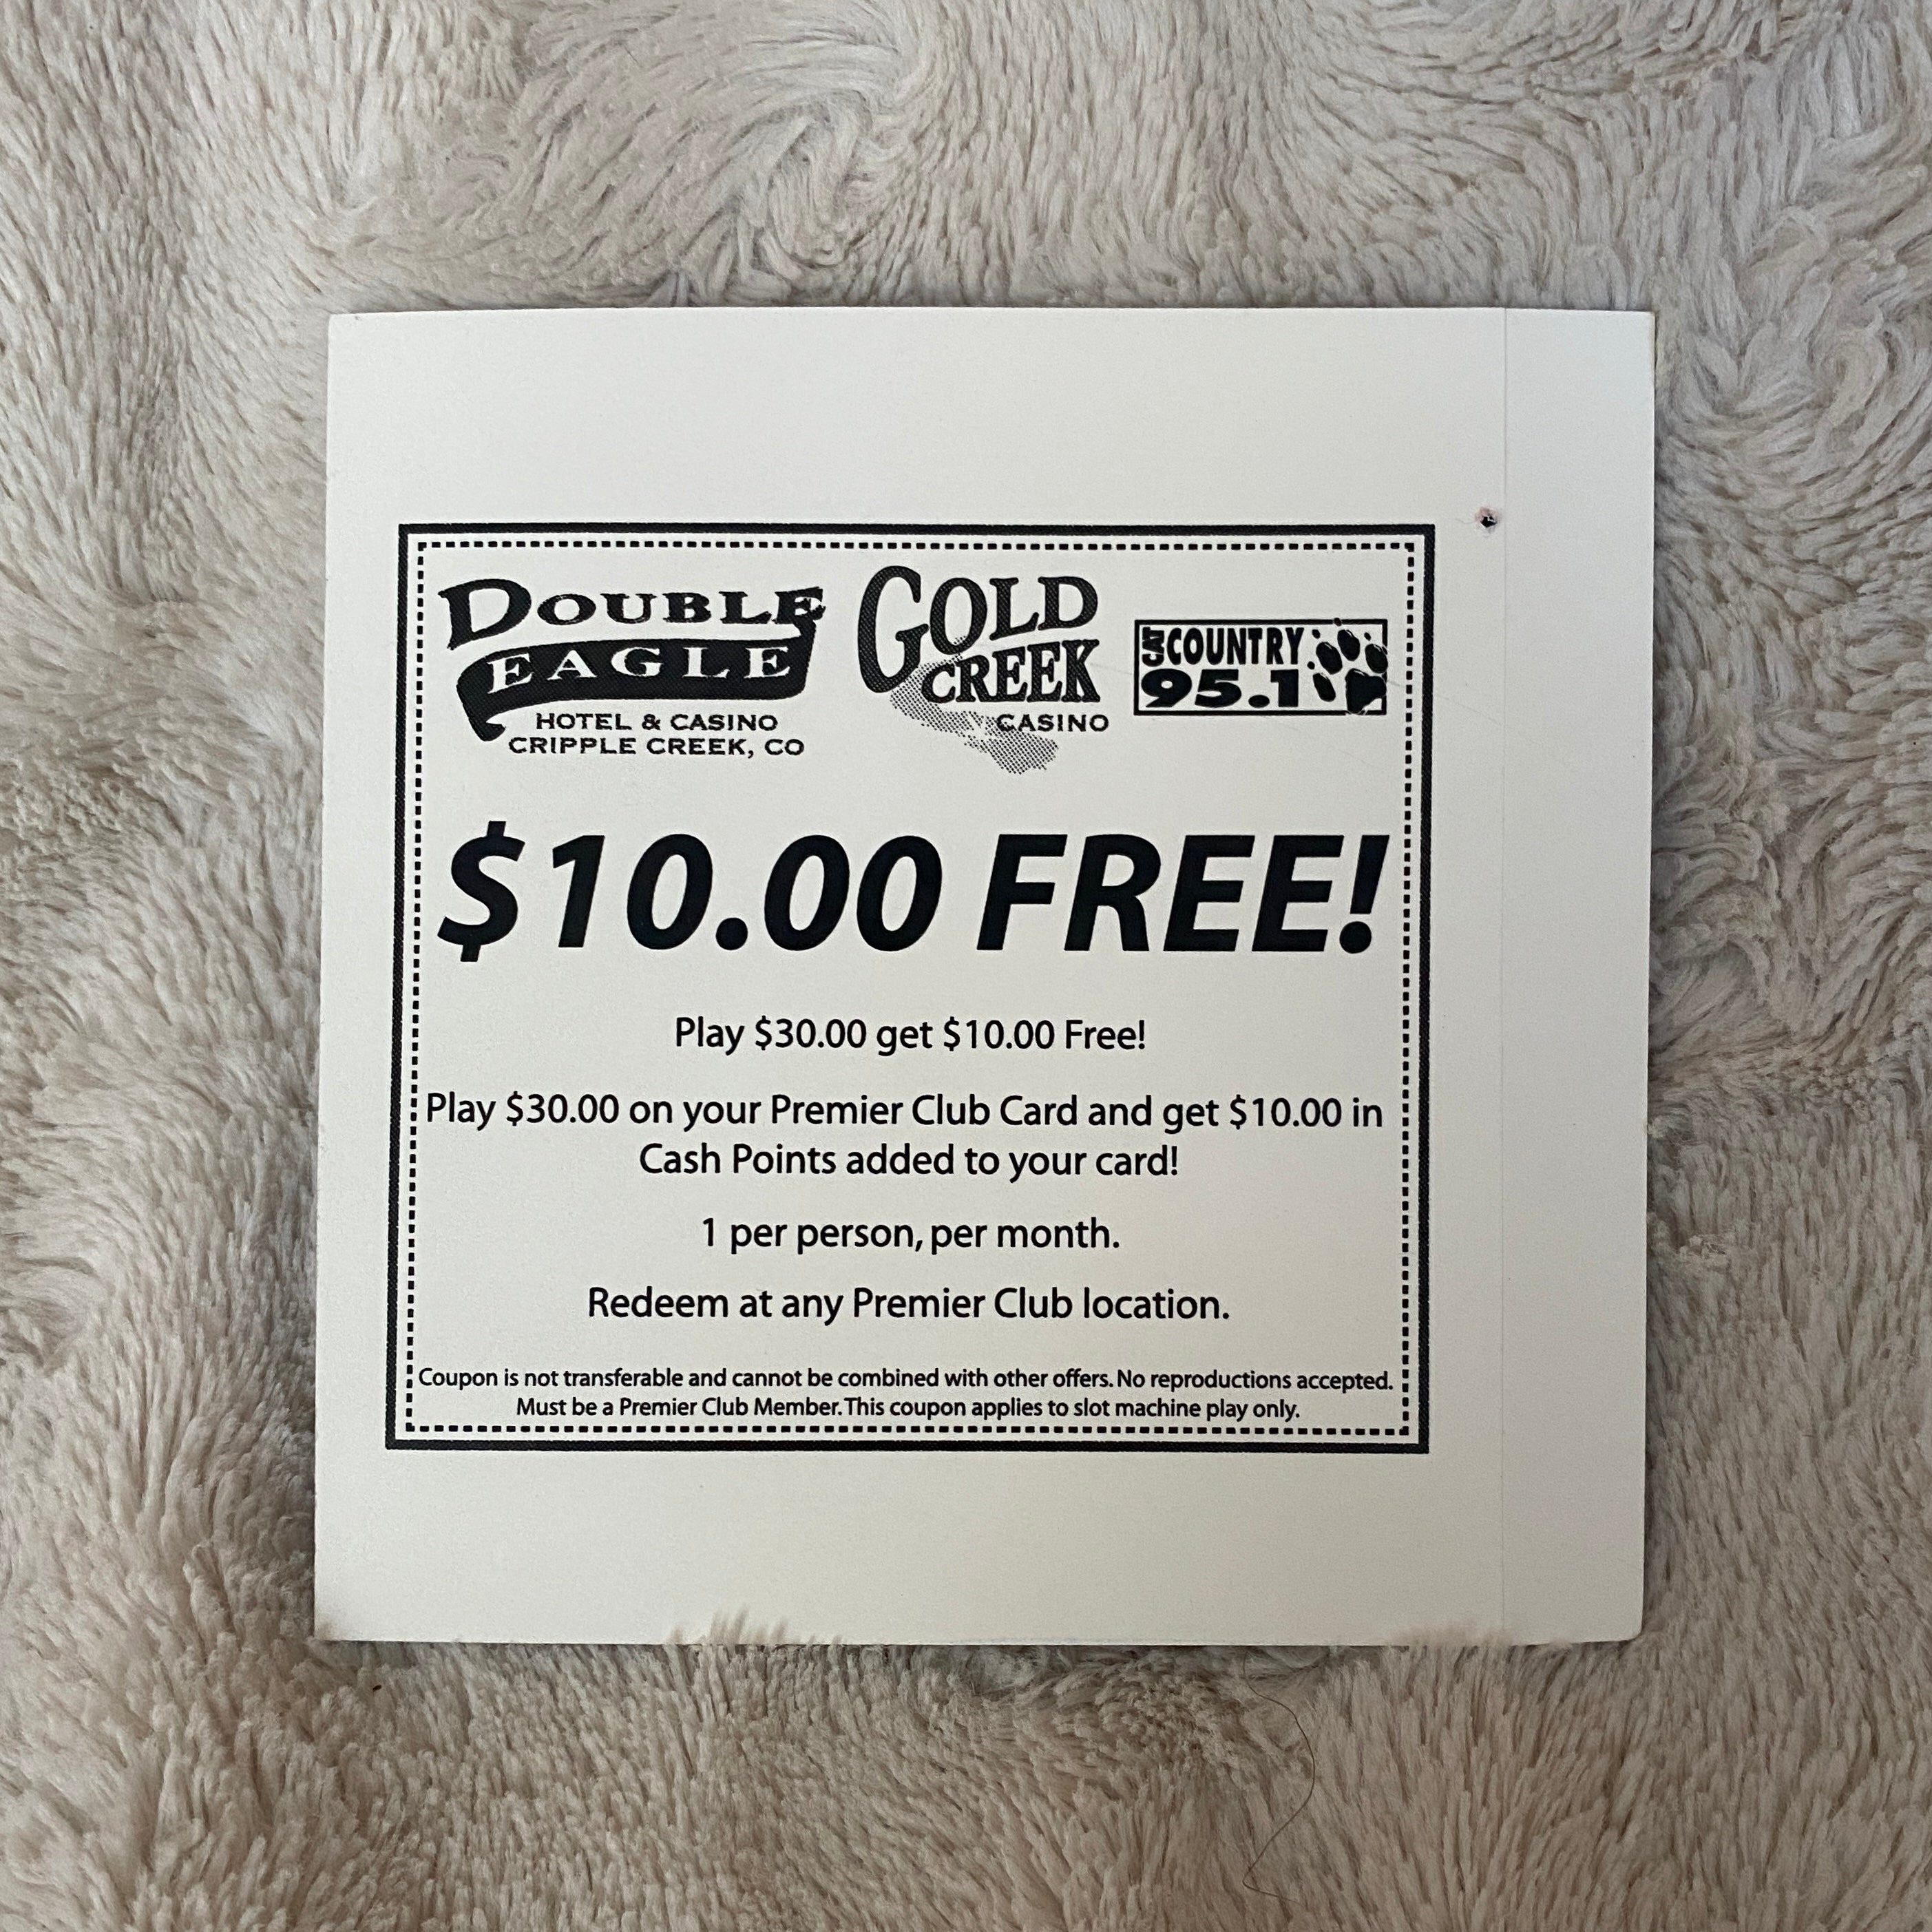 DOUBLE
EAGLE
HOTEL & CASINO
CRIPPLE CREEK, CO
GOLD
CREEK
CASINO
CAT COUNTRY
95.1
$10.00 FREE!
Play $30.00 get $10.00 Free!
Play $30.00 on your Premier Club Card and get $10.00 in
Cash Points added to your card!
1 per person, per month.
Redeem at any Premier Club location.
Coupon is not transferable and cannot be combined with other offers. No reproductions accepted.
Must be a Premier Club Member. This coupon applies to slot machine play only.